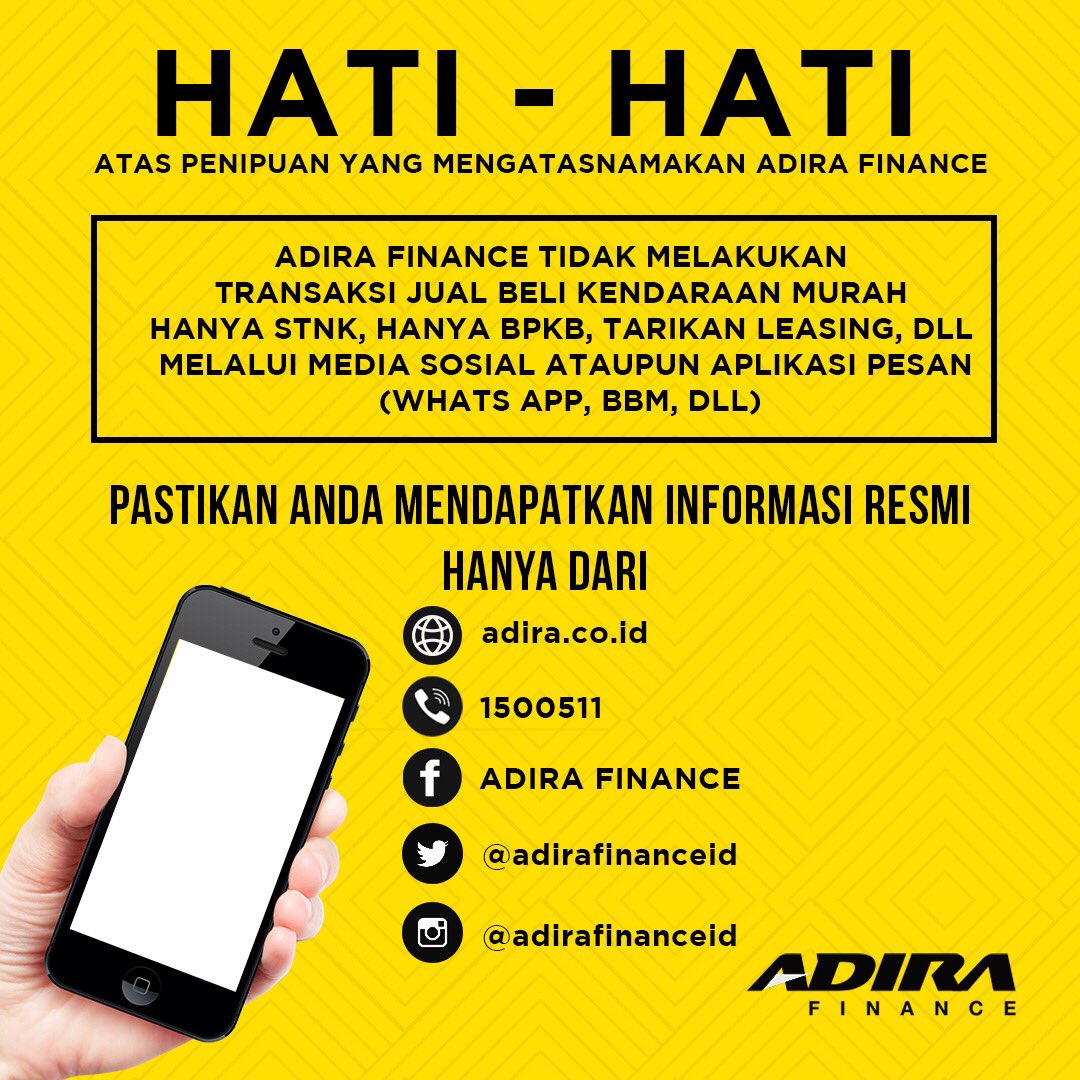 HATI - HATI
ATAS PENIPUAN YANG MENGATASNAMAKAN ADIRA FINANCE
ADIRA FINANCE TIDAK MELAKUKAN
TRANSAKSI JUAL BELI KENDARAAN MURAH
HANYA STNK, HANYA BPKB, TARIKAN LEASING, DLL
MELALUI MEDIA SOSIAL ATAUPUN APLIKASI PESAN
(WHATS APP, BBM, DLL)
PASTIKAN ANDA MENDAPATKAN INFORMASI RESMI
HANYA DARI
adira.co.id
1500511
ADIRA FINANCE
@adirafinanceid
@adirafinanceid
ADIRA
FINANCE